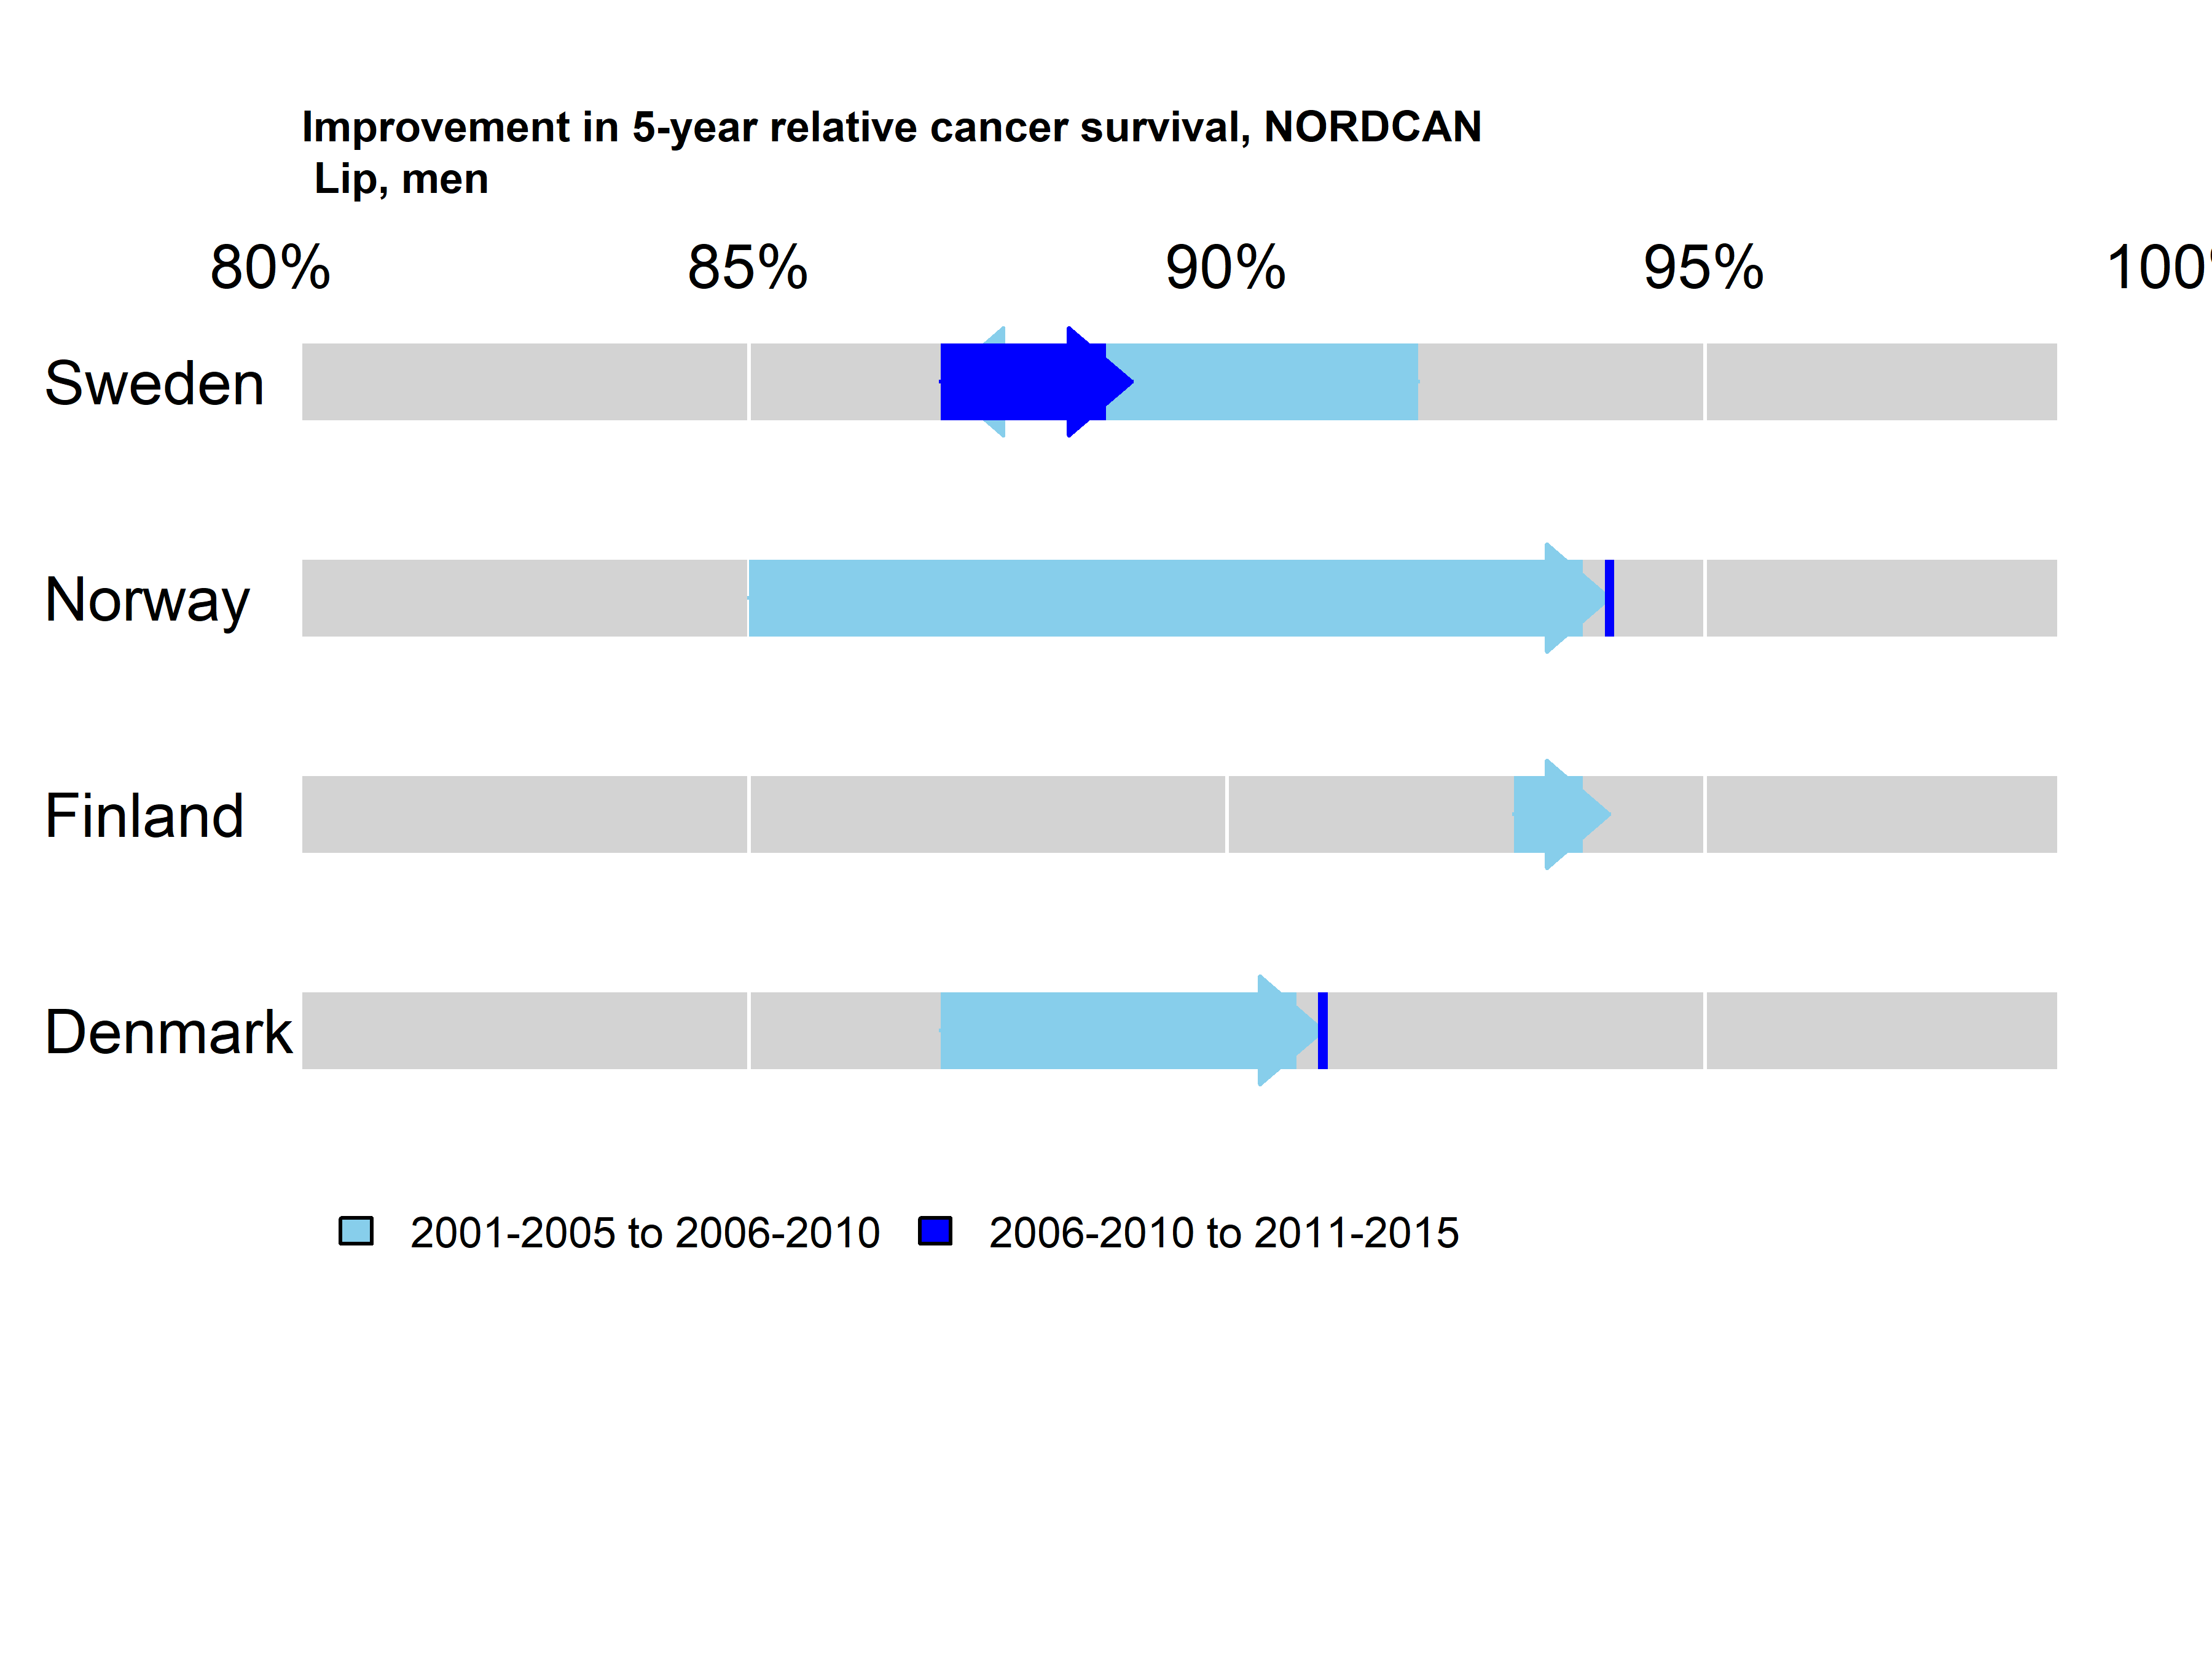 Improvement in 5-year relative cancer survival, NORDCAN
Lip, men
80% 85% 90% 95% 100
Sweden
Norway
Finland
Denmark
2001-2005 to 2006-2010 2006-2010 to 2011-2015